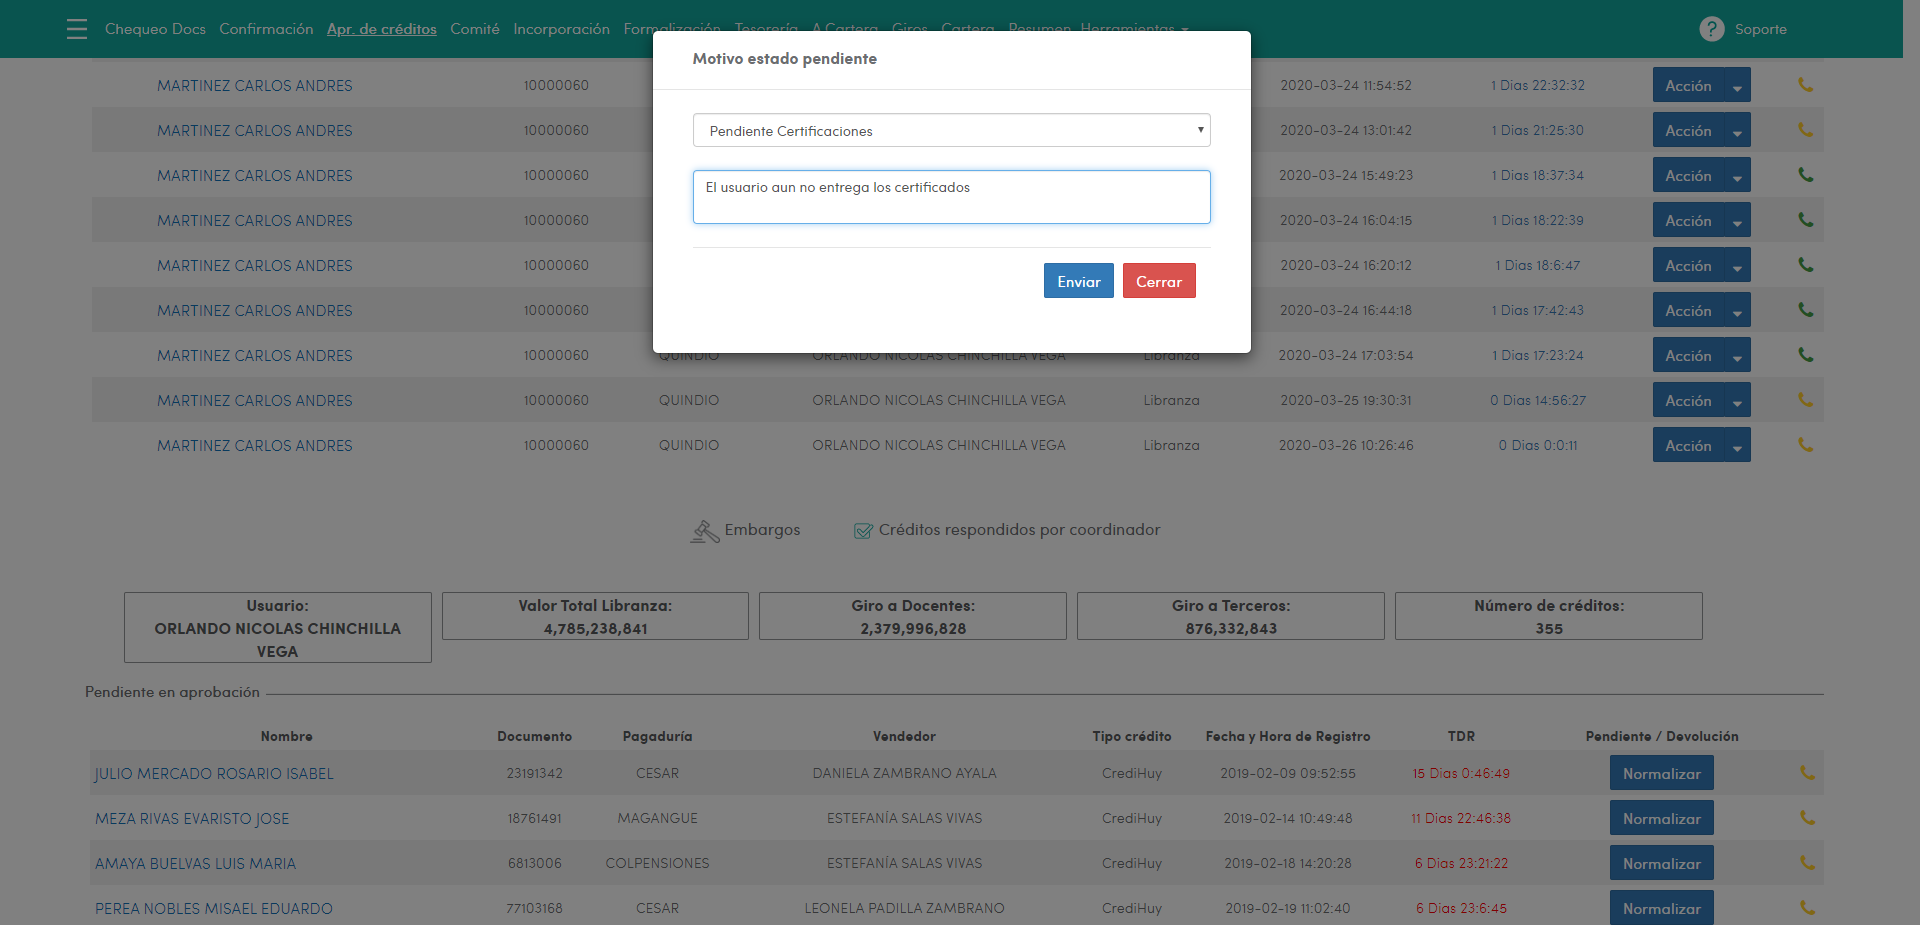 Chequeo Docs Confirmación Apr. de créditos Comité Incorporación Formalización Tesorería A Cartera Giros Cartera Resumen Herramientas ? Soporte
Motivo estado pendiente
Pendiente Certificaciones
El usuario aun no entrega los certificados
Enviar Cerrar
MARTINEZ CARLOS ANDRES 10000060 2020-03-24 11:54:52 1 Dias 22:32:32 Acción
MARTINEZ CARLOS ANDRES 10000060 2020-03-24 13:01:42 1 Dias 21:25:30 Acción
MARTINEZ CARLOS ANDRES 10000060 2020-03-24 15:49:23 1 Dias 18:37:34 Acción
MARTINEZ CARLOS ANDRES 10000060 2020-03-24 16:04:15 1 Dias 18:22:39 Acción
MARTINEZ CARLOS ANDRES 10000060 2020-03-24 16:20:12 1 Dias 18:6:47 Acción
MARTINEZ CARLOS ANDRES 10000060 2020-03-24 16:44:18 1 Dias 17:42:43 Acción
MARTINEZ CARLOS ANDRES 10000060 QUINDIO ORLANDO NICOLAS CHINCHILLA VEGA Libranza 2020-03-24 17:03:54 1 Dias 17:23:24 Acción
MARTINEZ CARLOS ANDRES 10000060 QUINDIO ORLANDO NICOLAS CHINCHILLA VEGA Libranza 2020-03-25 19:30:31 0 Dias 14:56:27 Acción
MARTINEZ CARLOS ANDRES 10000060 QUINDIO ORLANDO NICOLAS CHINCHILLA VEGA Libranza 2020-03-26 10:26:46 0 Dias 0:0:11 Acción
Embargos Créditos respondidos por coordinador
Usuario: Valor Total Libranza: Giro a Docentes: Giro a Terceros: Número de créditos:
ORLANDO NICOLAS CHINCHILLA 4,785,238,841 2,379,996,828 876,332,843 355
VEGA
Pendiente en aprobación
Nombre Documento Pagaduría Vendedor Tipo crédito Fecha y Hora de Registro TDR Pendiente / Devolución
JULIO MERCADO ROSARIO ISABEL 23191342 CESAR DANIELA ZAMBRANO AYALA CrediHuy 2019-02-09 09:52:55 15 Dias 0:46:49 Normalizar
MEZA RIVAS EVARISTO JOSE 18761491 MAGANGUE ESTEFANÍA SALAS VIVAS CrediHuy 2019-02-14 10:49:48 11 Dias 22:46:38 Normalizar
AMAYA BUELVAS LUIS MARIA 6813006 COLPENSIONES ESTEFANÍA SALAS VIVAS CrediHuy 2019-02-18 14:20:28 6 Dias 23:21:22 Normalizar
PEREA NOBLES MISAEL EDUARDO 77103168 CESAR LEONELA PADILLA ZAMBRANO CrediHuy 2019-02-19 11:02:40 6 Dias 23:6:45 Normalizar